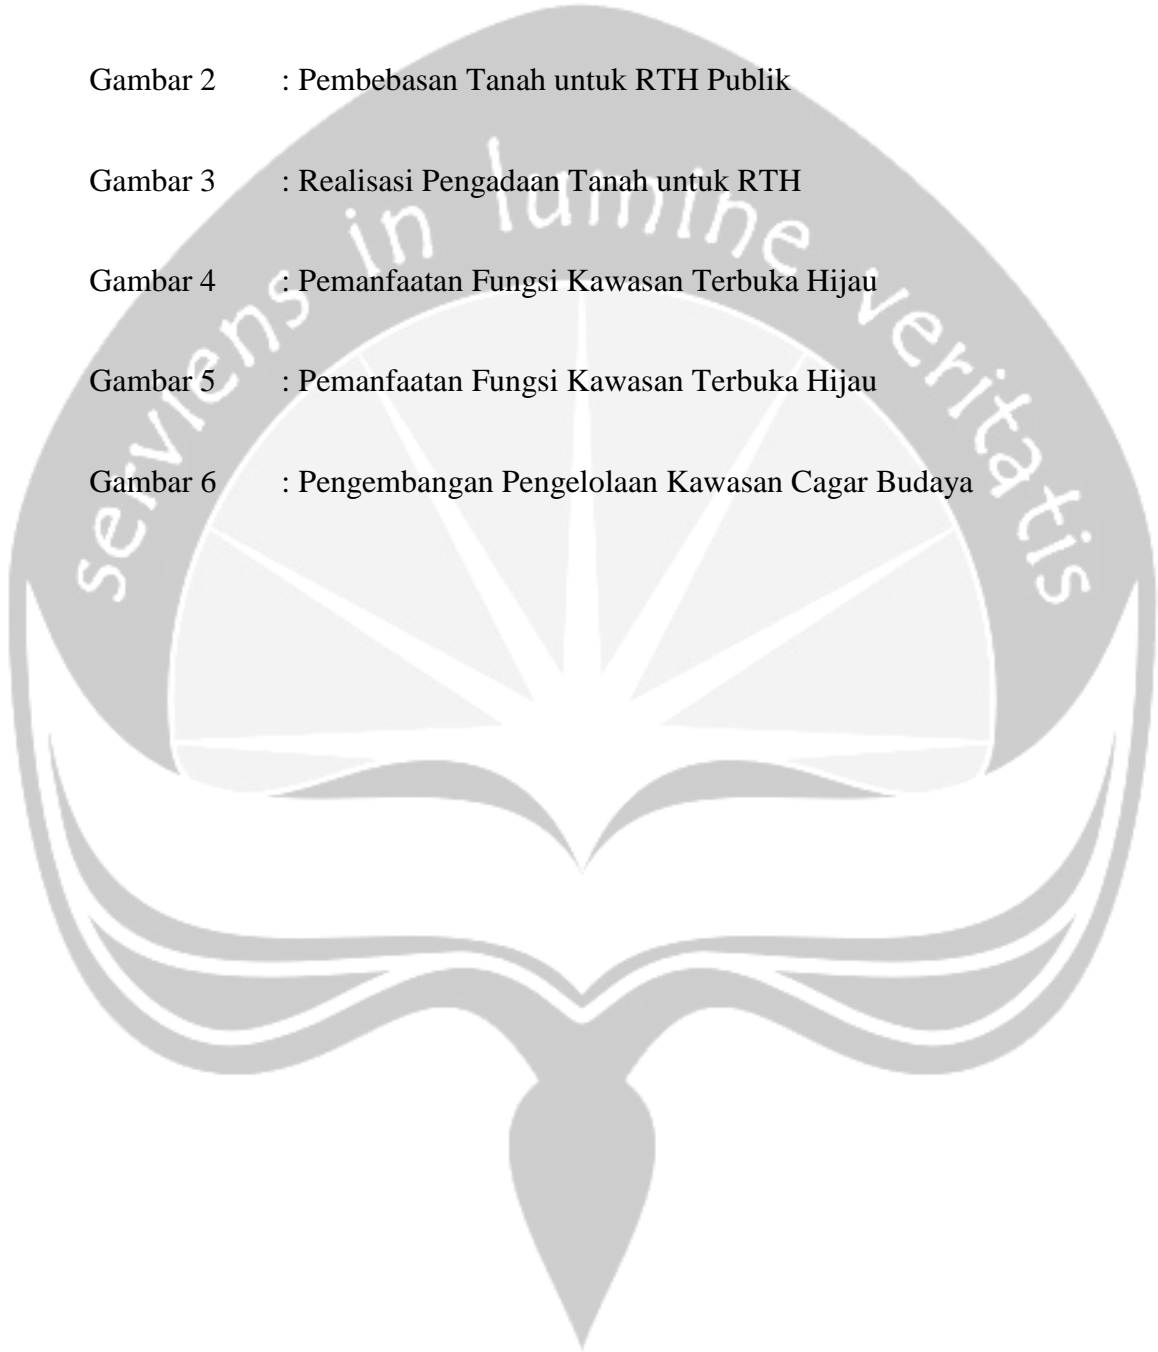 Gambar 2 : Pembebasan Tanah untuk RTH Publik
Gambar 3 : Realisasi Pengadaan Tanah untuk RTH
Gambar 4 : Pemanfaatan Fungsi Kawasan Terbuka Hijau
Gambar 5 : Pemanfaatan Fungsi Kawasan Terbuka Hijau
Gambar 6 : Pengembangan Pengelolaan Kawasan Cagar Budaya
serviens in lumine veritatis